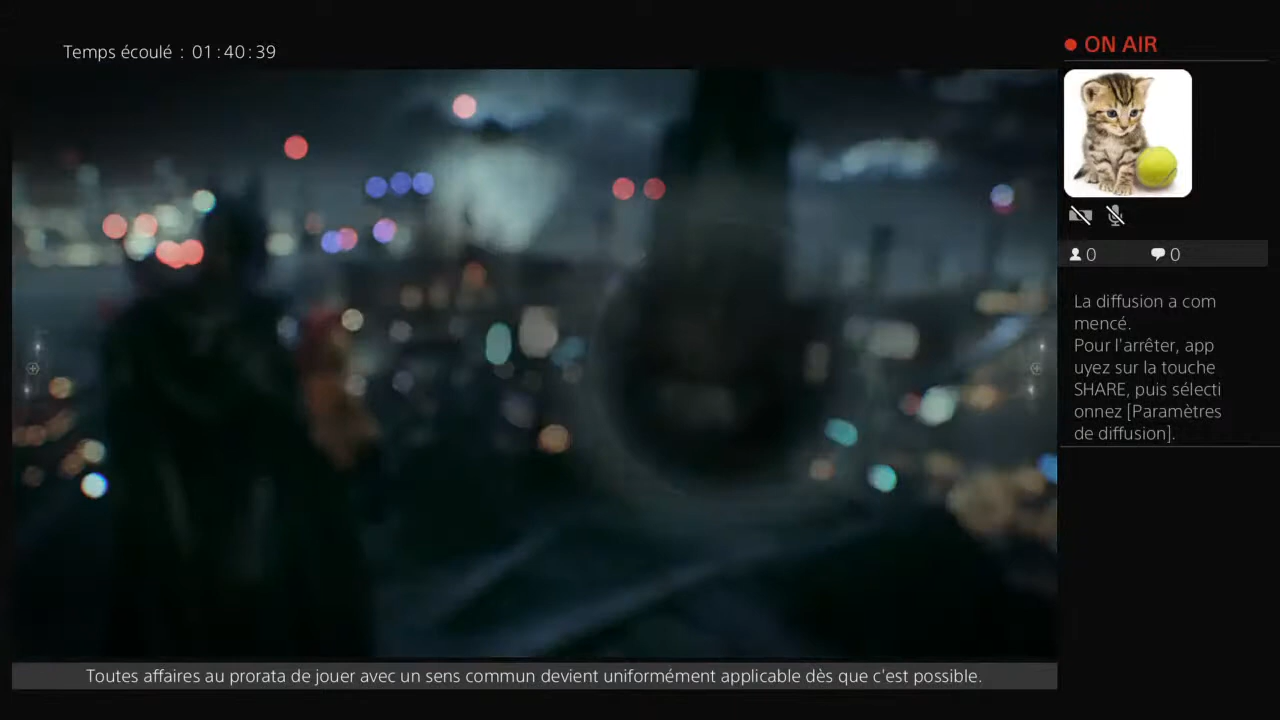 Temps écoulé : 01:40:39
ON AIR
0
0
La diffusion a com
mencé.
Pour l'arrêter, app
uyez sur la touche
SHARE, puis sélecti
onnez [Paramètres
de diffusion].
Toutes affaires au prorata de jouer avec un sens commun devient uniformément applicable dès que c'est possible.